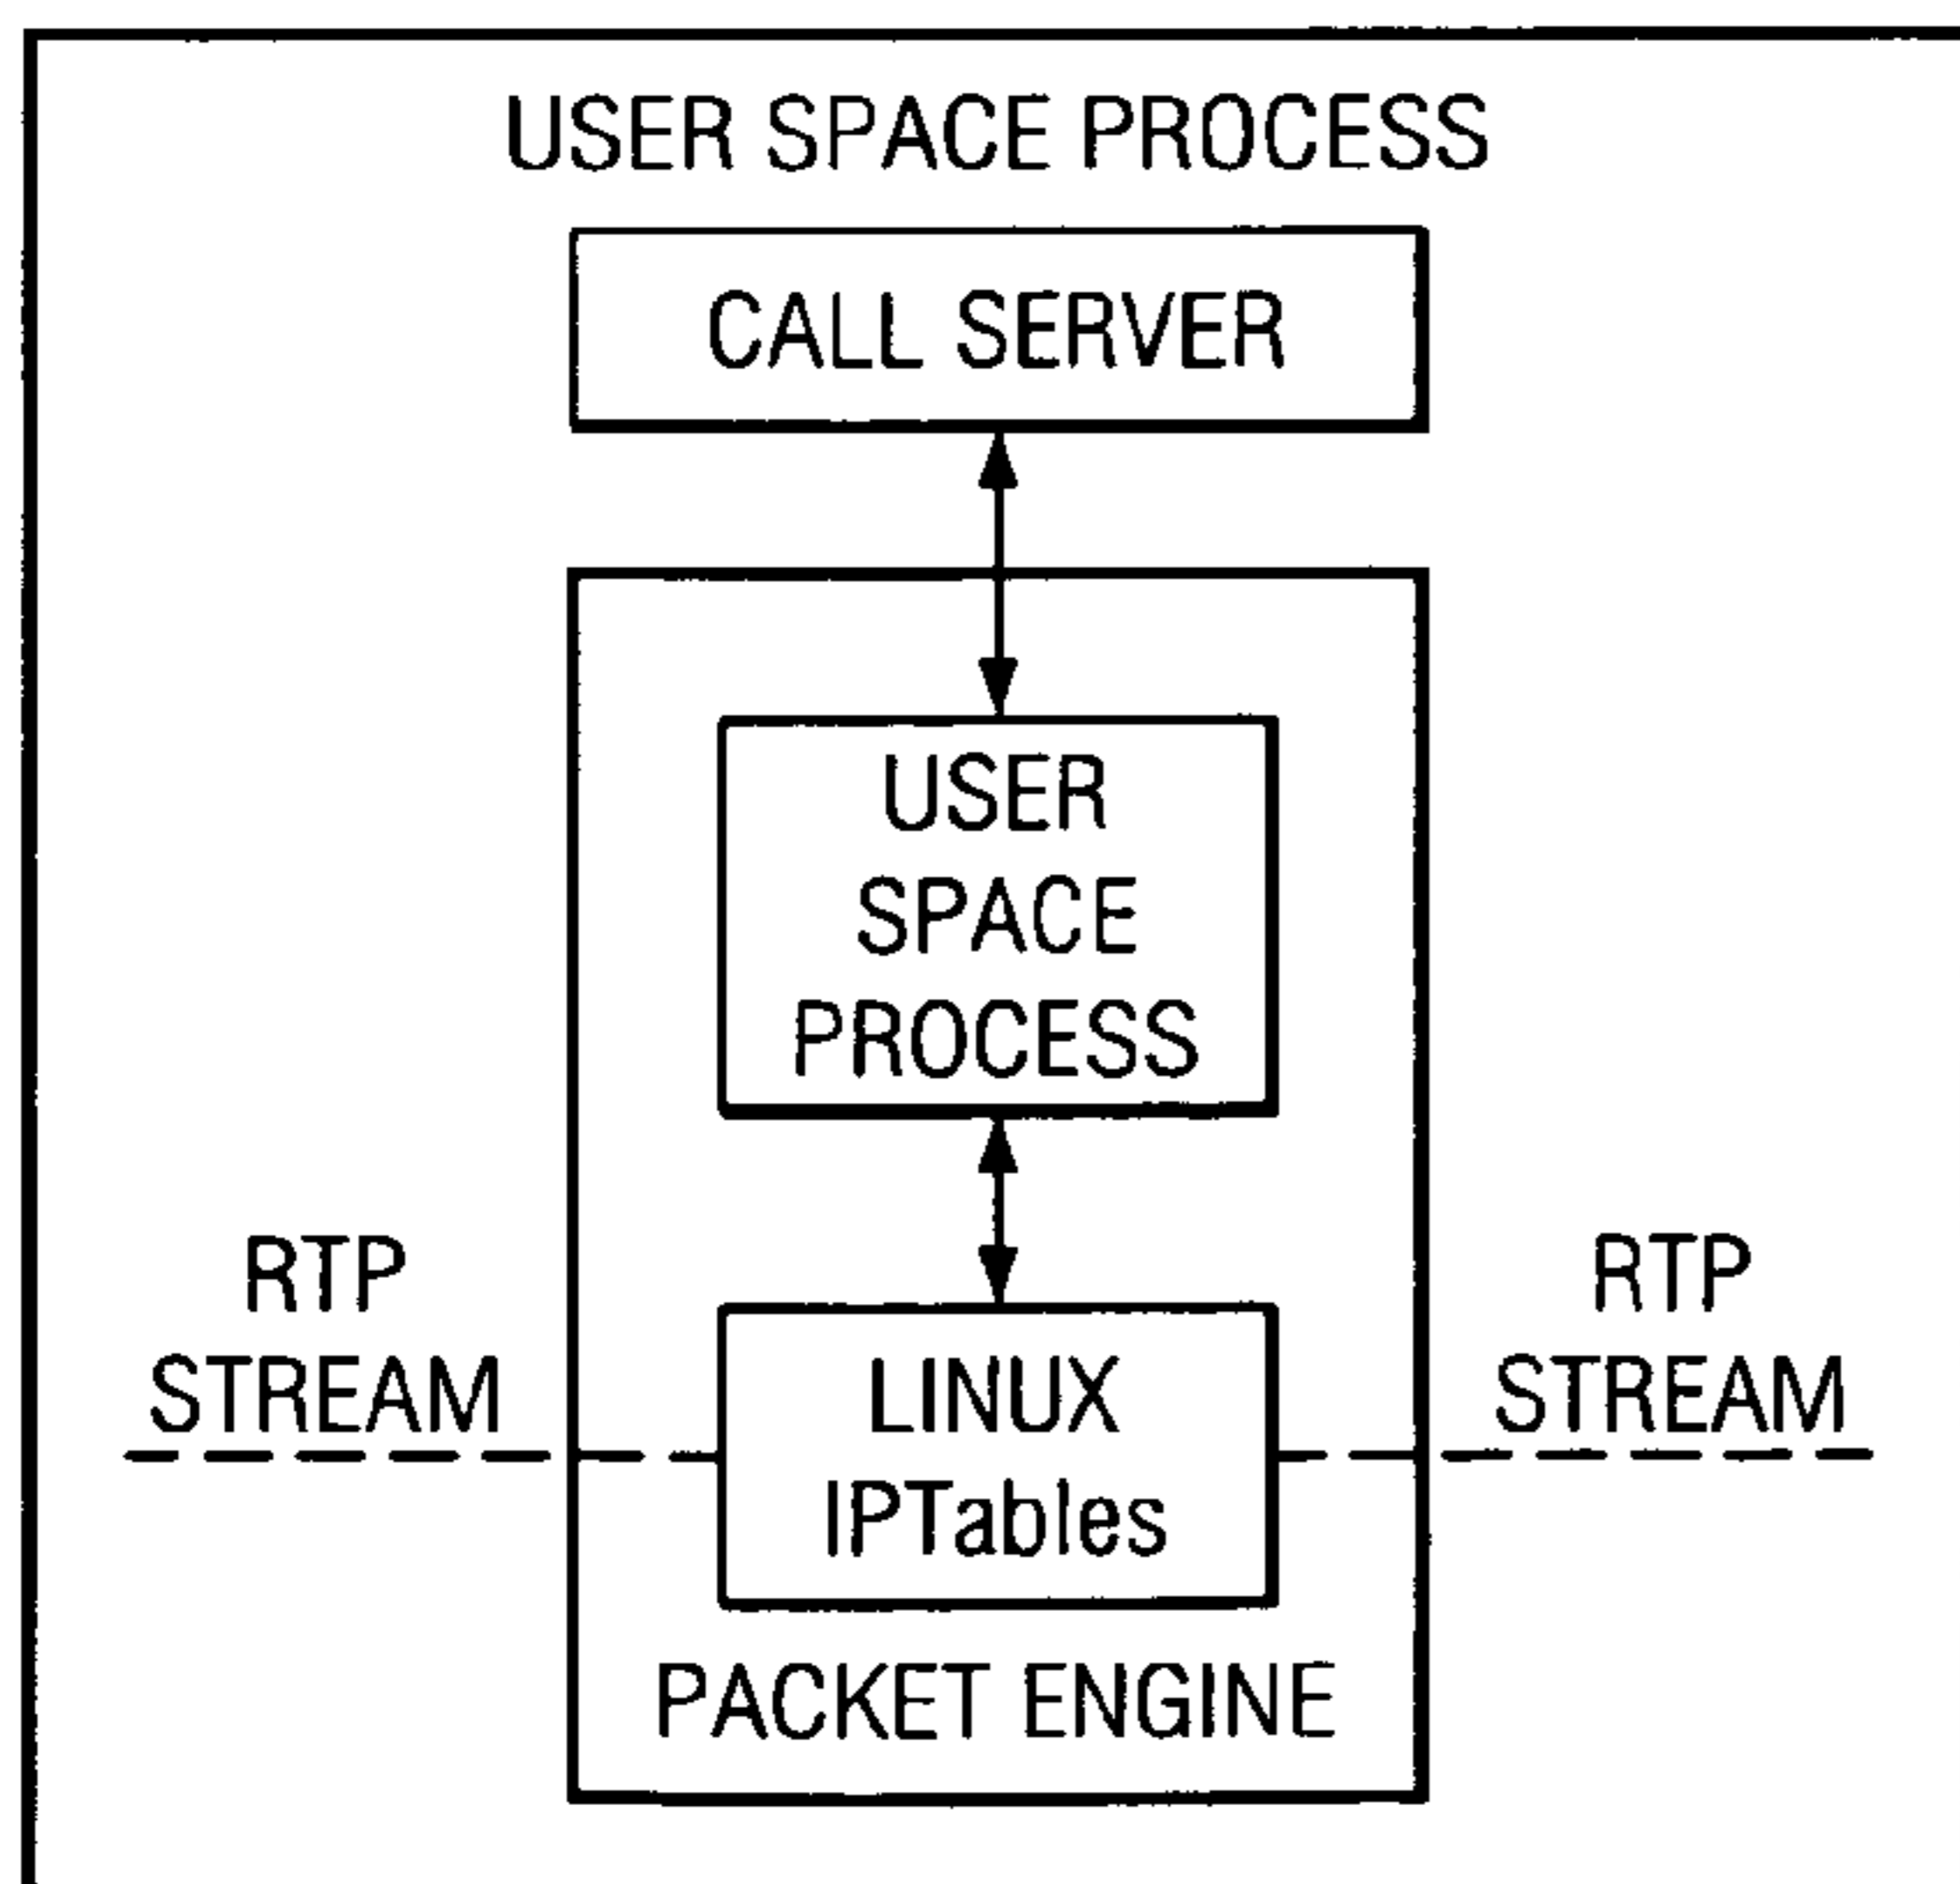 USER SPACE PROCESS
CALL SERVER
USER
SPACE
PROCESS
RTP
STREAM
LINUX
IPTables
RTP
STREAM
PACKET ENGINE